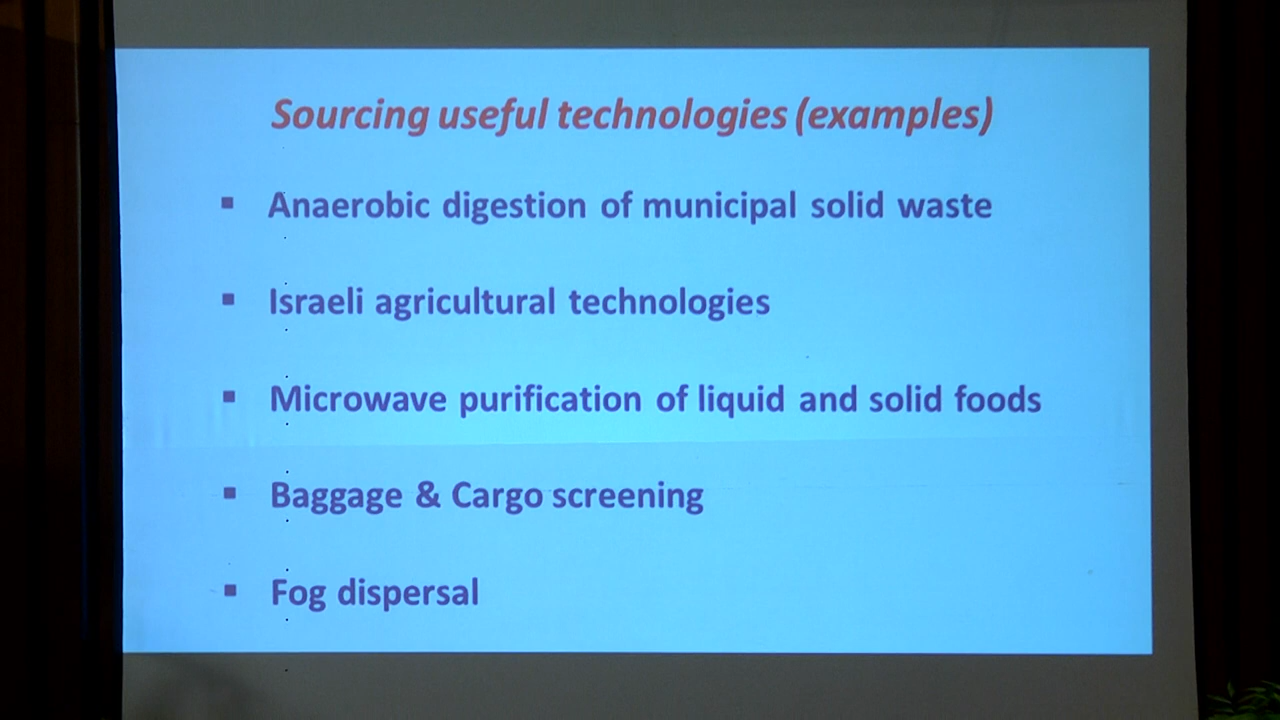 Sourcing useful technologies (examples)
▪ Anaerobic digestion of municipal solid waste
▪ Israeli agricultural technologies
▪ Microwave purification of liquid and solid foods
▪ Baggage & Cargo screening
▪ Fog dispersal